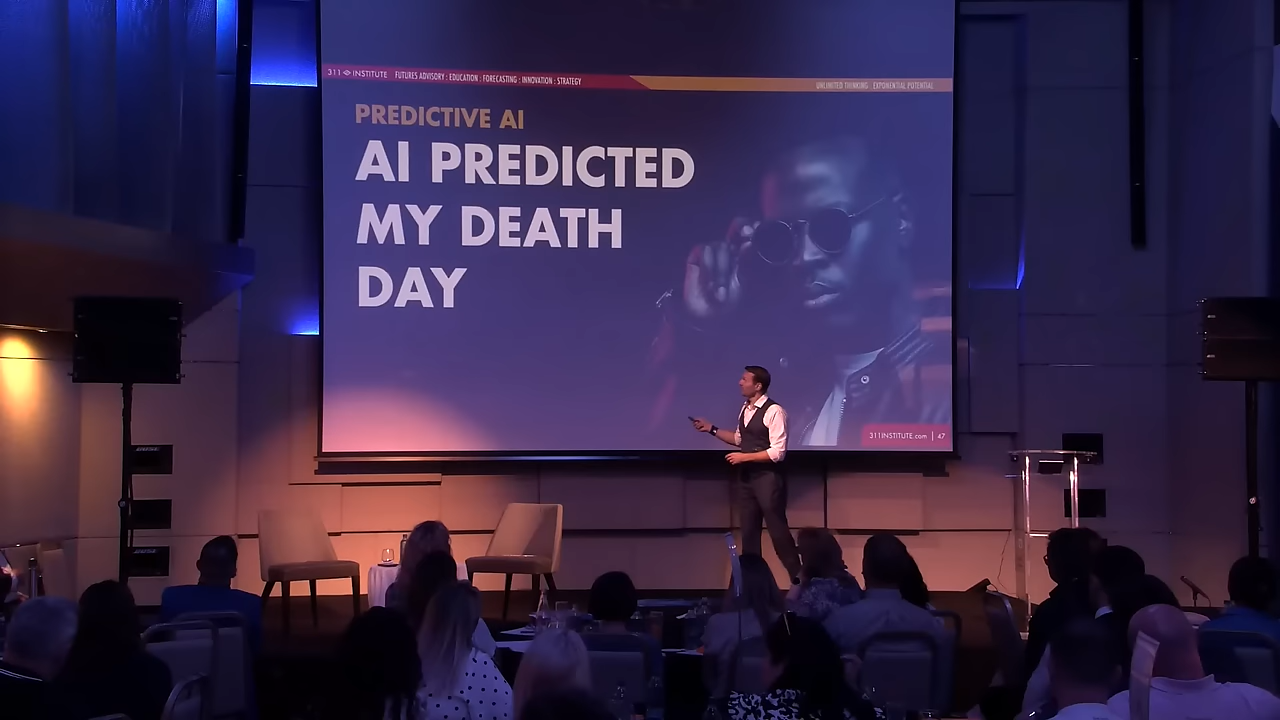 311 INSTITUTE FUTURES ADVISORY : EDUCATION : FORECASTING : INNOVATION : STRATEGY
UNLIMITED THINKING . EXPONENTIAL POTENTIAL
PREDICTIVE AI
AI PREDICTED
MY DEATH
DAY
311INSTITUTE.com | 47